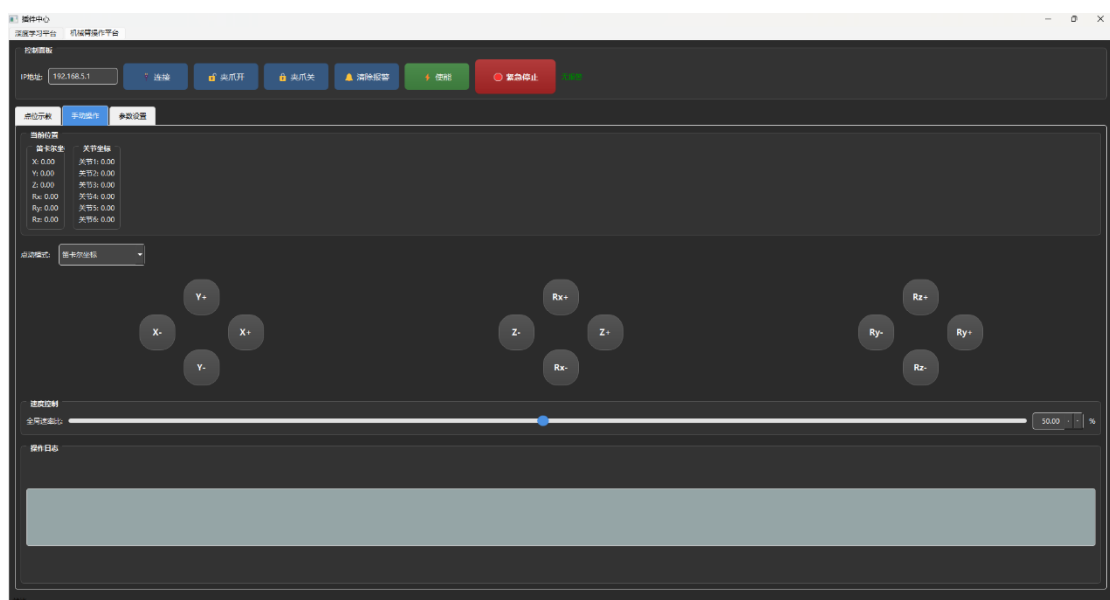 插件中心
深度学习平台 机械臂操作平台
控制面板
IP地址: 192.168.5.1 连接 夹爪开 夹爪关 清除报警 使能 紧急停止
点位示教 手动操作 参数设置
当前位置
笛卡尔坐 关节坐标
X: 0.00 关节1: 0.00
Y: 0.00 关节2: 0.00
Z: 0.00 关节3: 0.00
Rx: 0.00 关节4: 0.00
Ry: 0.00 关节5: 0.00
Rz: 0.00 关节6: 0.00
点动模式: 笛卡尔坐标
Y+ Rx+ Rz+
X- X+ Z- Z+ Ry- Ry+
Y- Rx- Rz-
速度控制
全局速率比: 50.00 %
操作日志